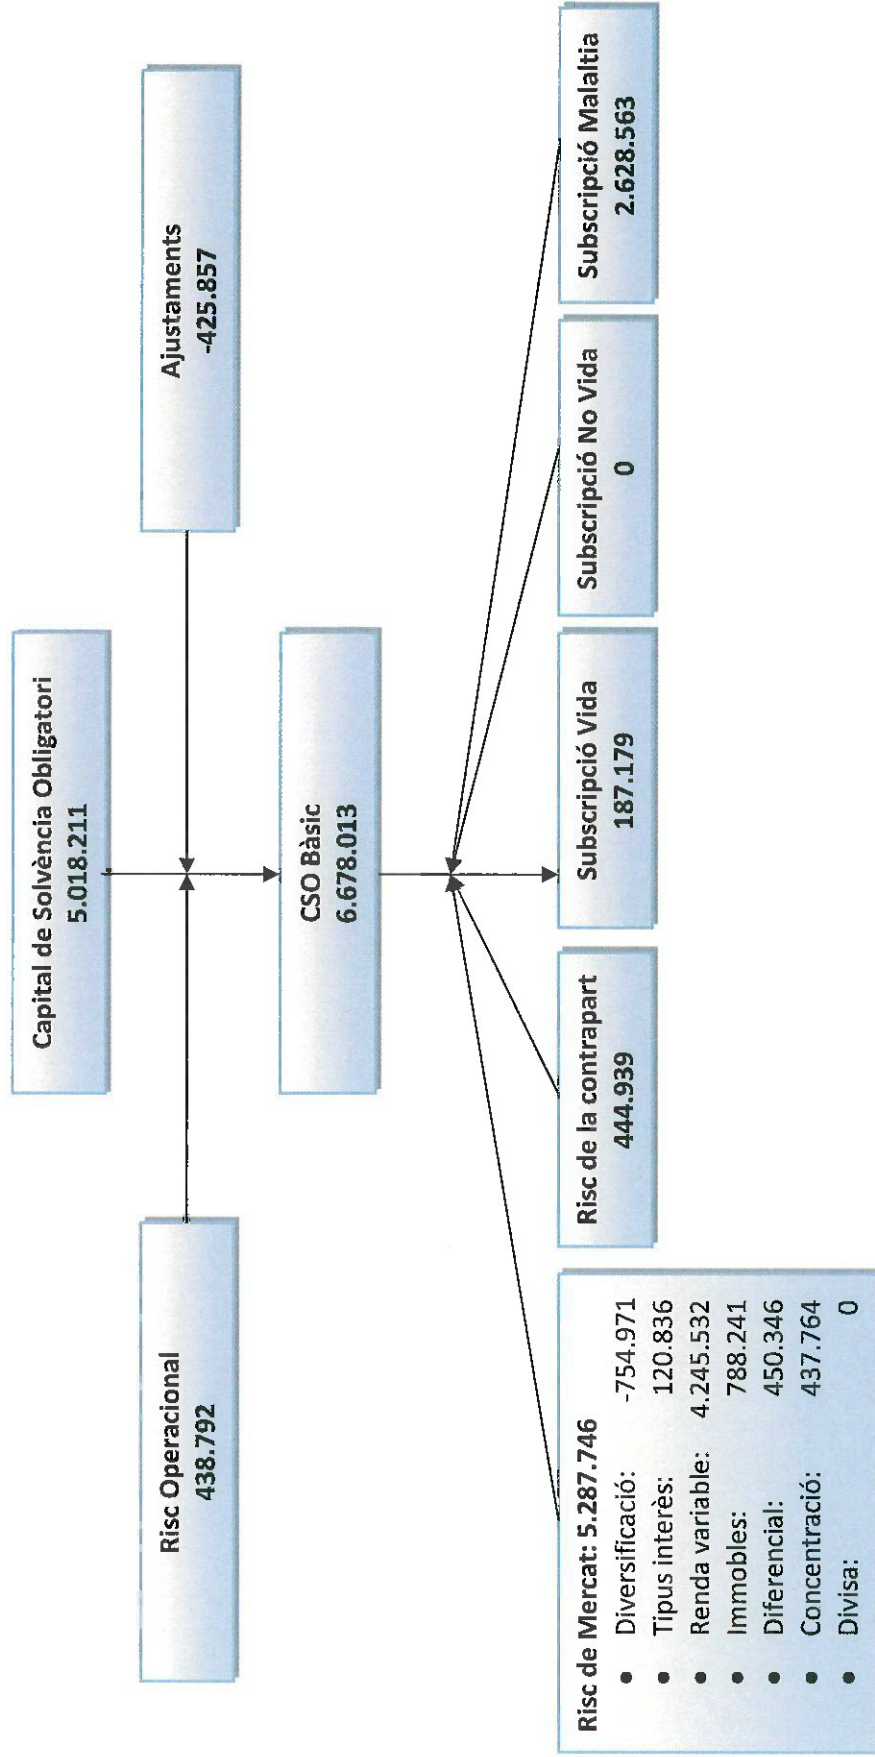 Capital de Solvència Obligatori
5.018.211
Risc Operacional
438.792
Ajustaments
-425.857
CSO Bàsic
6.678.013
Risc de Mercat: 5.287.746
• Diversificació: -754.971
• Tipus interès: 120.836
• Renda variable: 4.245.532
• Immobles: 788.241
• Diferencial: 450.346
• Concentració: 437.764
• Divisa: 0
Risc de la contrapart
444.939
Subscripció Vida
187.179
Subscripció No Vida
0
Subscripció Malaltia
2.628.563